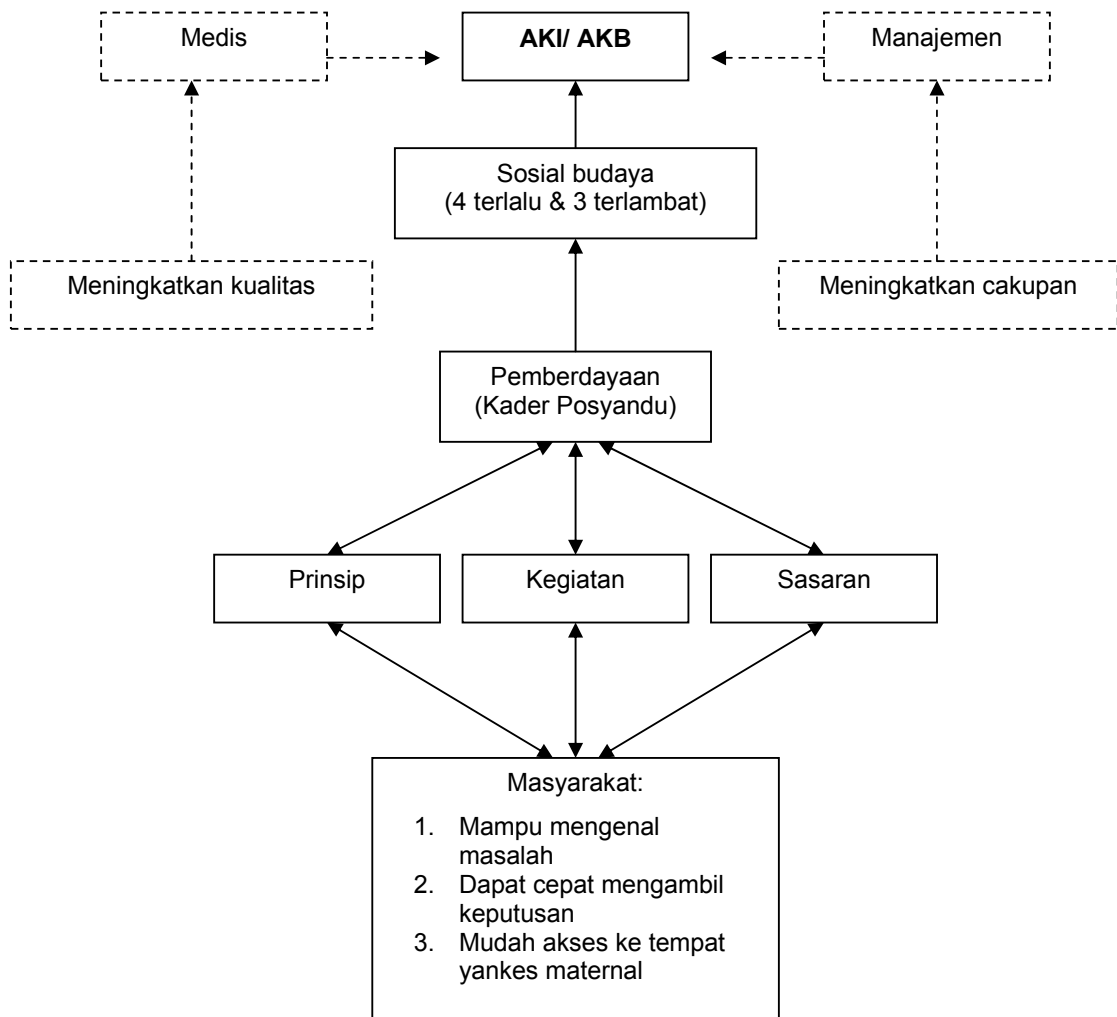 Medis
AKI/ AKB
Manajemen
Sosial budaya
(4 terlalu & 3 terlambat)
Meningkatkan kualitas
Meningkatkan cakupan
Pemberdayaan
(Kader Posyandu)
Prinsip
Kegiatan
Sasaran
Masyarakat:
1. Mampu mengenal
masalah
2. Dapat cepat mengambil
keputusan
3. Mudah akses ke tempat
yankes maternal